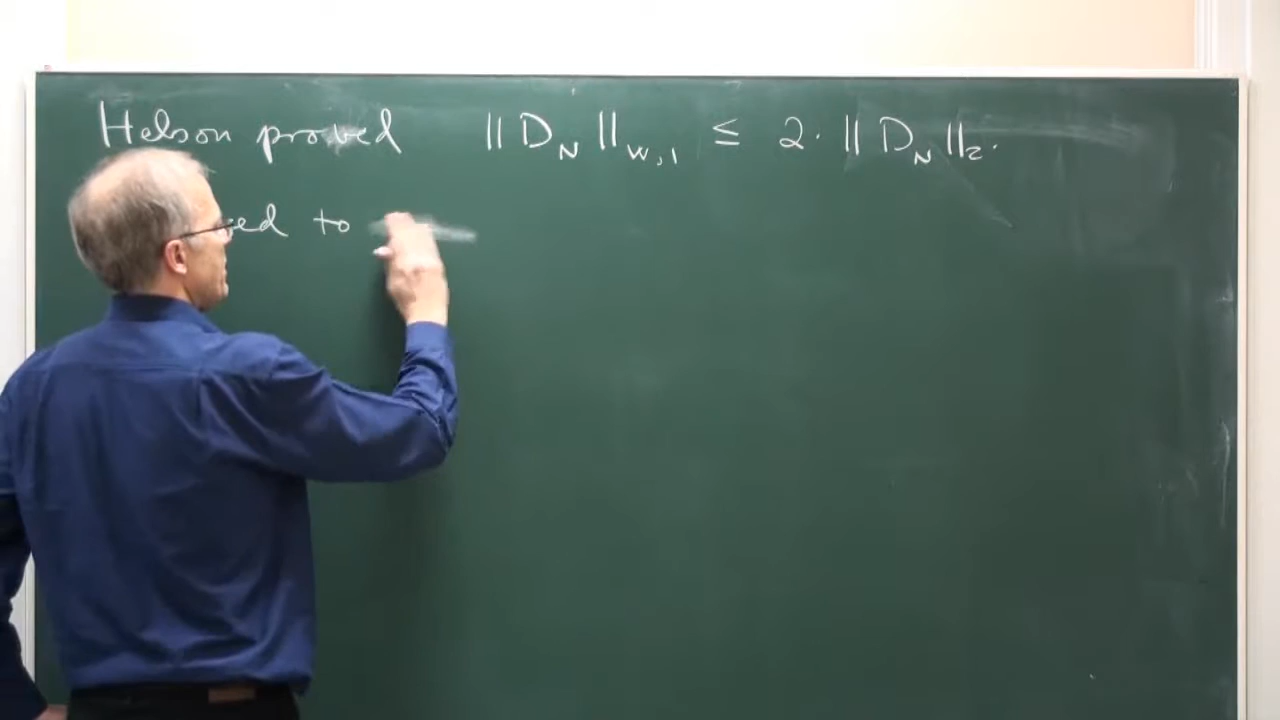 Helson proved ‖D_N‖_{w,1} ≤ 2·‖D_N‖_2.
to